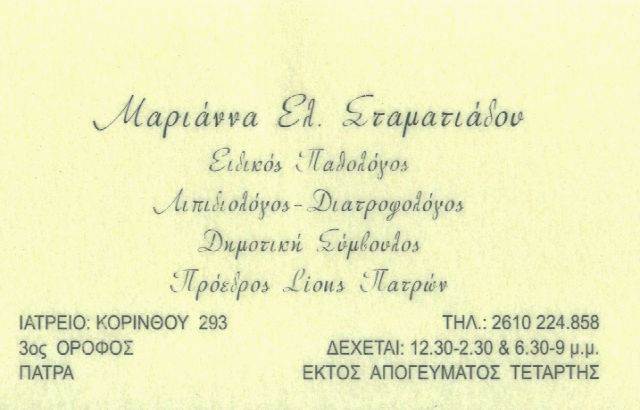 Μαριάννα Ελ. Σταματιάδου
Ειδικός Παθολόγος
Λιπιδιολόγος - Διατροφολόγος
Δημοτική Σύμβουλος
Πρόεδρος Lions Πατρών
ΙΑΤΡΕΙΟ: ΚΟΡΙΝΘΟΥ 293
3ος ΟΡΟΦΟΣ
ΠΑΤΡΑ
ΤΗΛ.: 2610 224.858
ΔΕΧΕΤΑΙ: 12.30-2.30 & 6.30-9 μ.μ.
ΕΚΤΟΣ ΑΠΟΓΕΥΜΑΤΟΣ ΤΕΤΑΡΤΗΣ